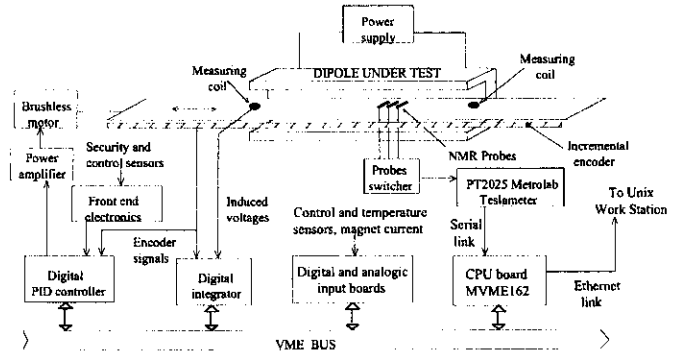 Power
supply
Measuring
coil
DIPOLE UNDER TEST
Measuring
coil
Brushless
motor
Security and
control sensors
NMR Probes
Incremental
encoder
Power
amplifier
Probes
switcher
PT2025 Metrolab
Teslameter
To Unix
Work Station
Front end
electronics
Induced
voltages
Control and temperature
sensors, magnet current
Serial
link
Encoder
signals
Digital
PID controller
Digital
integrator
Digital and analogic
input boards
CPU board
MVME162
Ethernet
link
VME BUS